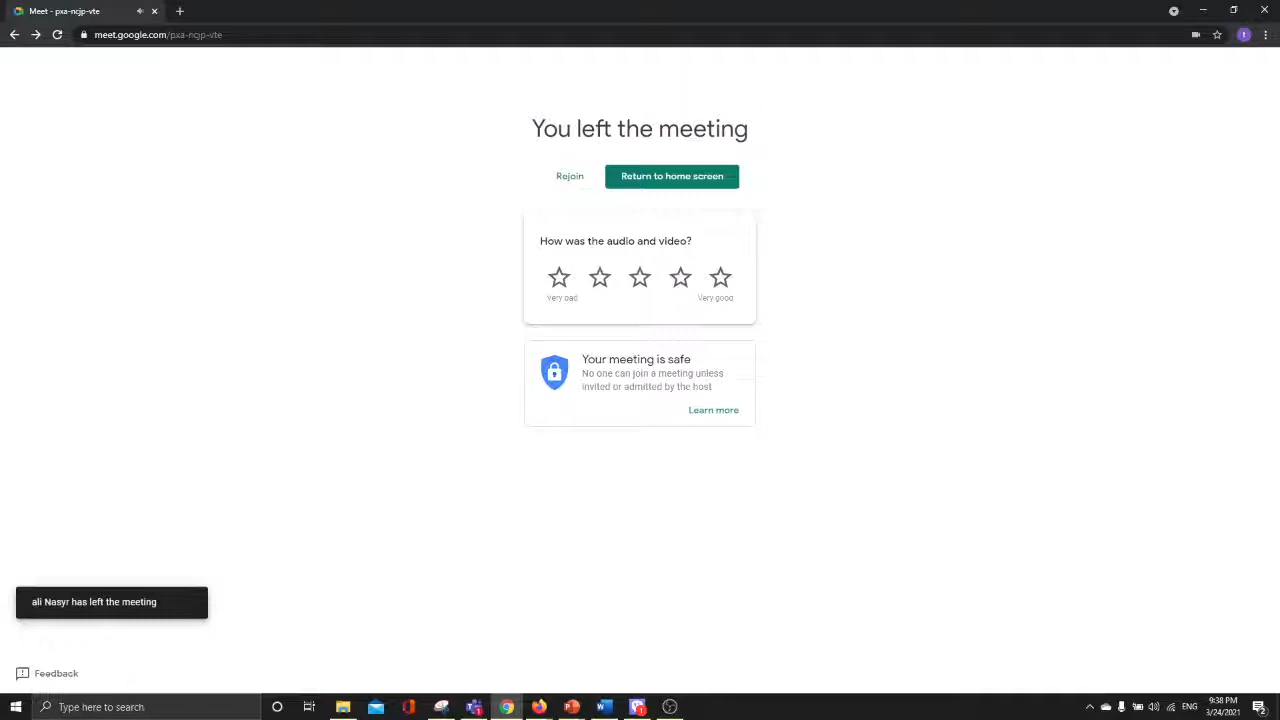 Meet - pxa-ncjp-vte
meet.google.com/pxa-ncjp-vte
You left the meeting
Rejoin
Return to home screen
How was the audio and video?
Very bad
Very good
Your meeting is safe
No one can join a meeting unless
invited or admitted by the host
Learn more
ali Nasyr has left the meeting
Feedback
Type here to search
ENG
9:38 PM
3/24/2021